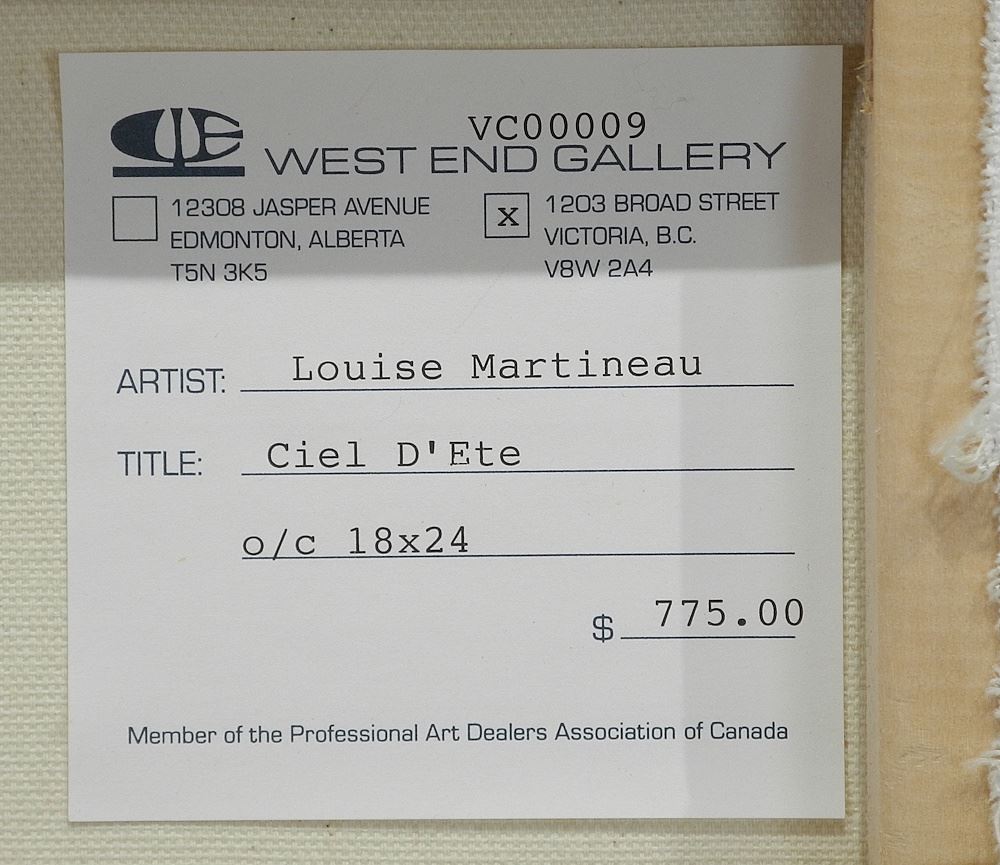 VC00009
WE WEST END GALLERY
12308 JASPER AVENUE
EDMONTON, ALBERTA
T5N 3K5
x 1203 BROAD STREET
VICTORIA, B.C.
V8W 2A4
ARTIST: Louise Martineau
TITLE: Ciel D'Ete
o/c 18x24
$ 775.00
Member of the Professional Art Dealers Association of Canada